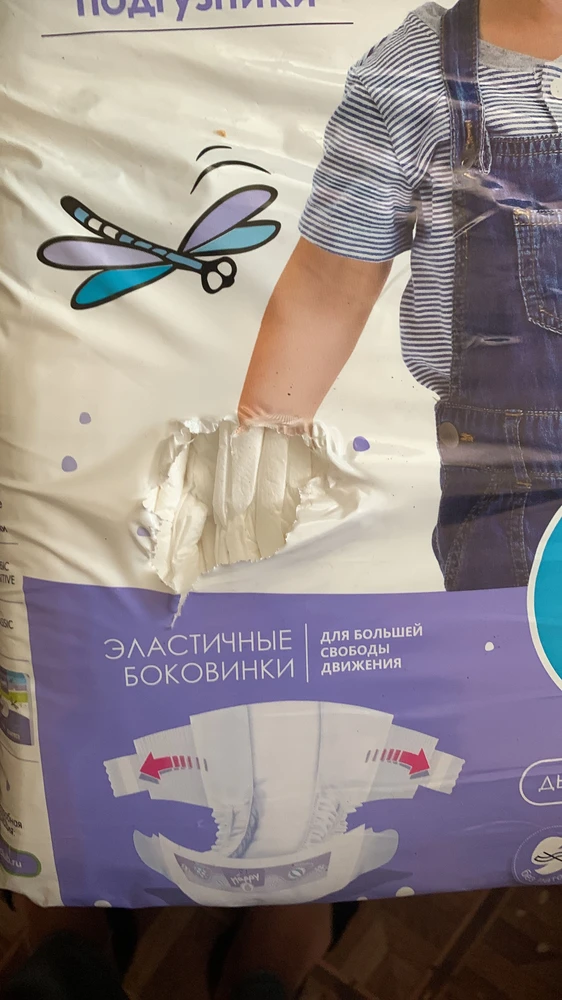 ПОДГУЗНИКИ
ЭЛАСТИЧНЫЕ
БОКОВИНКИ
ДЛЯ БОЛЬШЕЙ
СВОБОДЫ
ДВИЖЕНИЯ